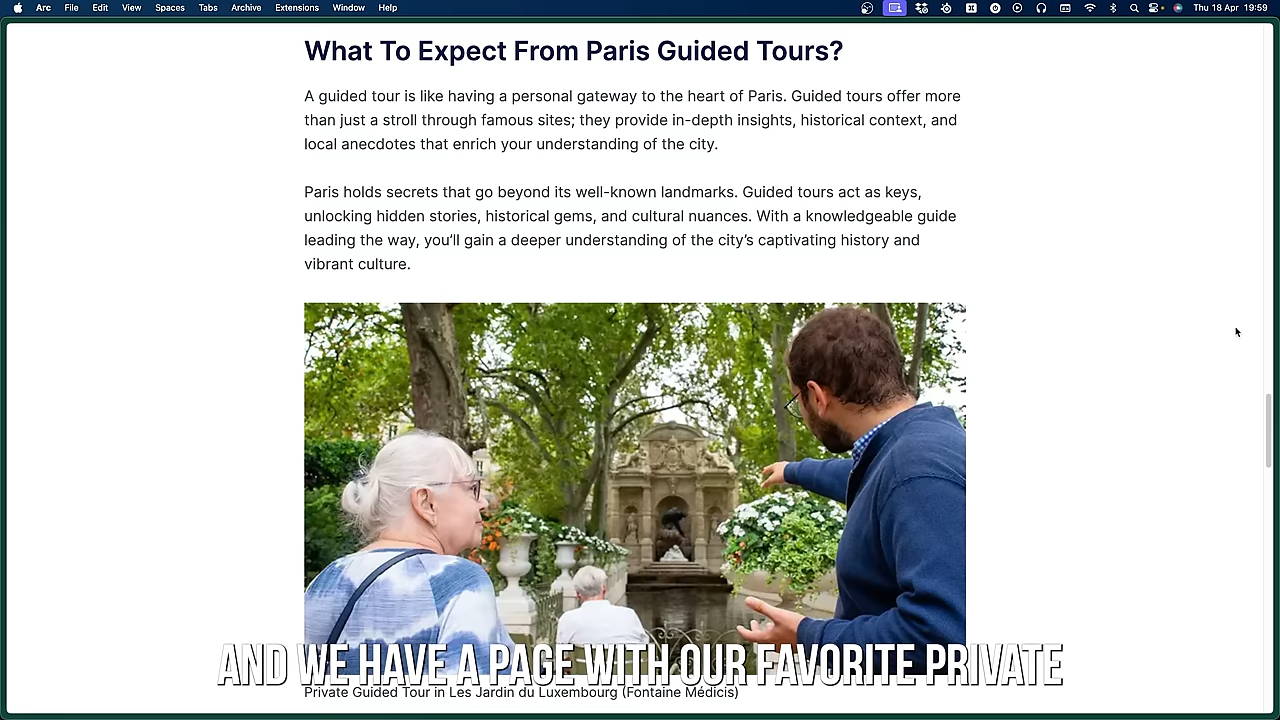 Arc File Edit View Spaces Tabs Archive Extensions Window Help Thu 18 Apr 19:59
What To Expect From Paris Guided Tours?
A guided tour is like having a personal gateway to the heart of Paris. Guided tours offer more
than just a stroll through famous sites; they provide in-depth insights, historical context, and
local anecdotes that enrich your understanding of the city.
Paris holds secrets that go beyond its well-known landmarks. Guided tours act as keys,
unlocking hidden stories, historical gems, and cultural nuances. With a knowledgeable guide
leading the way, you’ll gain a deeper understanding of the city’s captivating history and
vibrant culture.
AND WE HAVE A PAGE WITH OUR FAVORITE PRIVATE
Private Guided Tour in Les Jardin du Luxembourg (Fontaine Médicis)